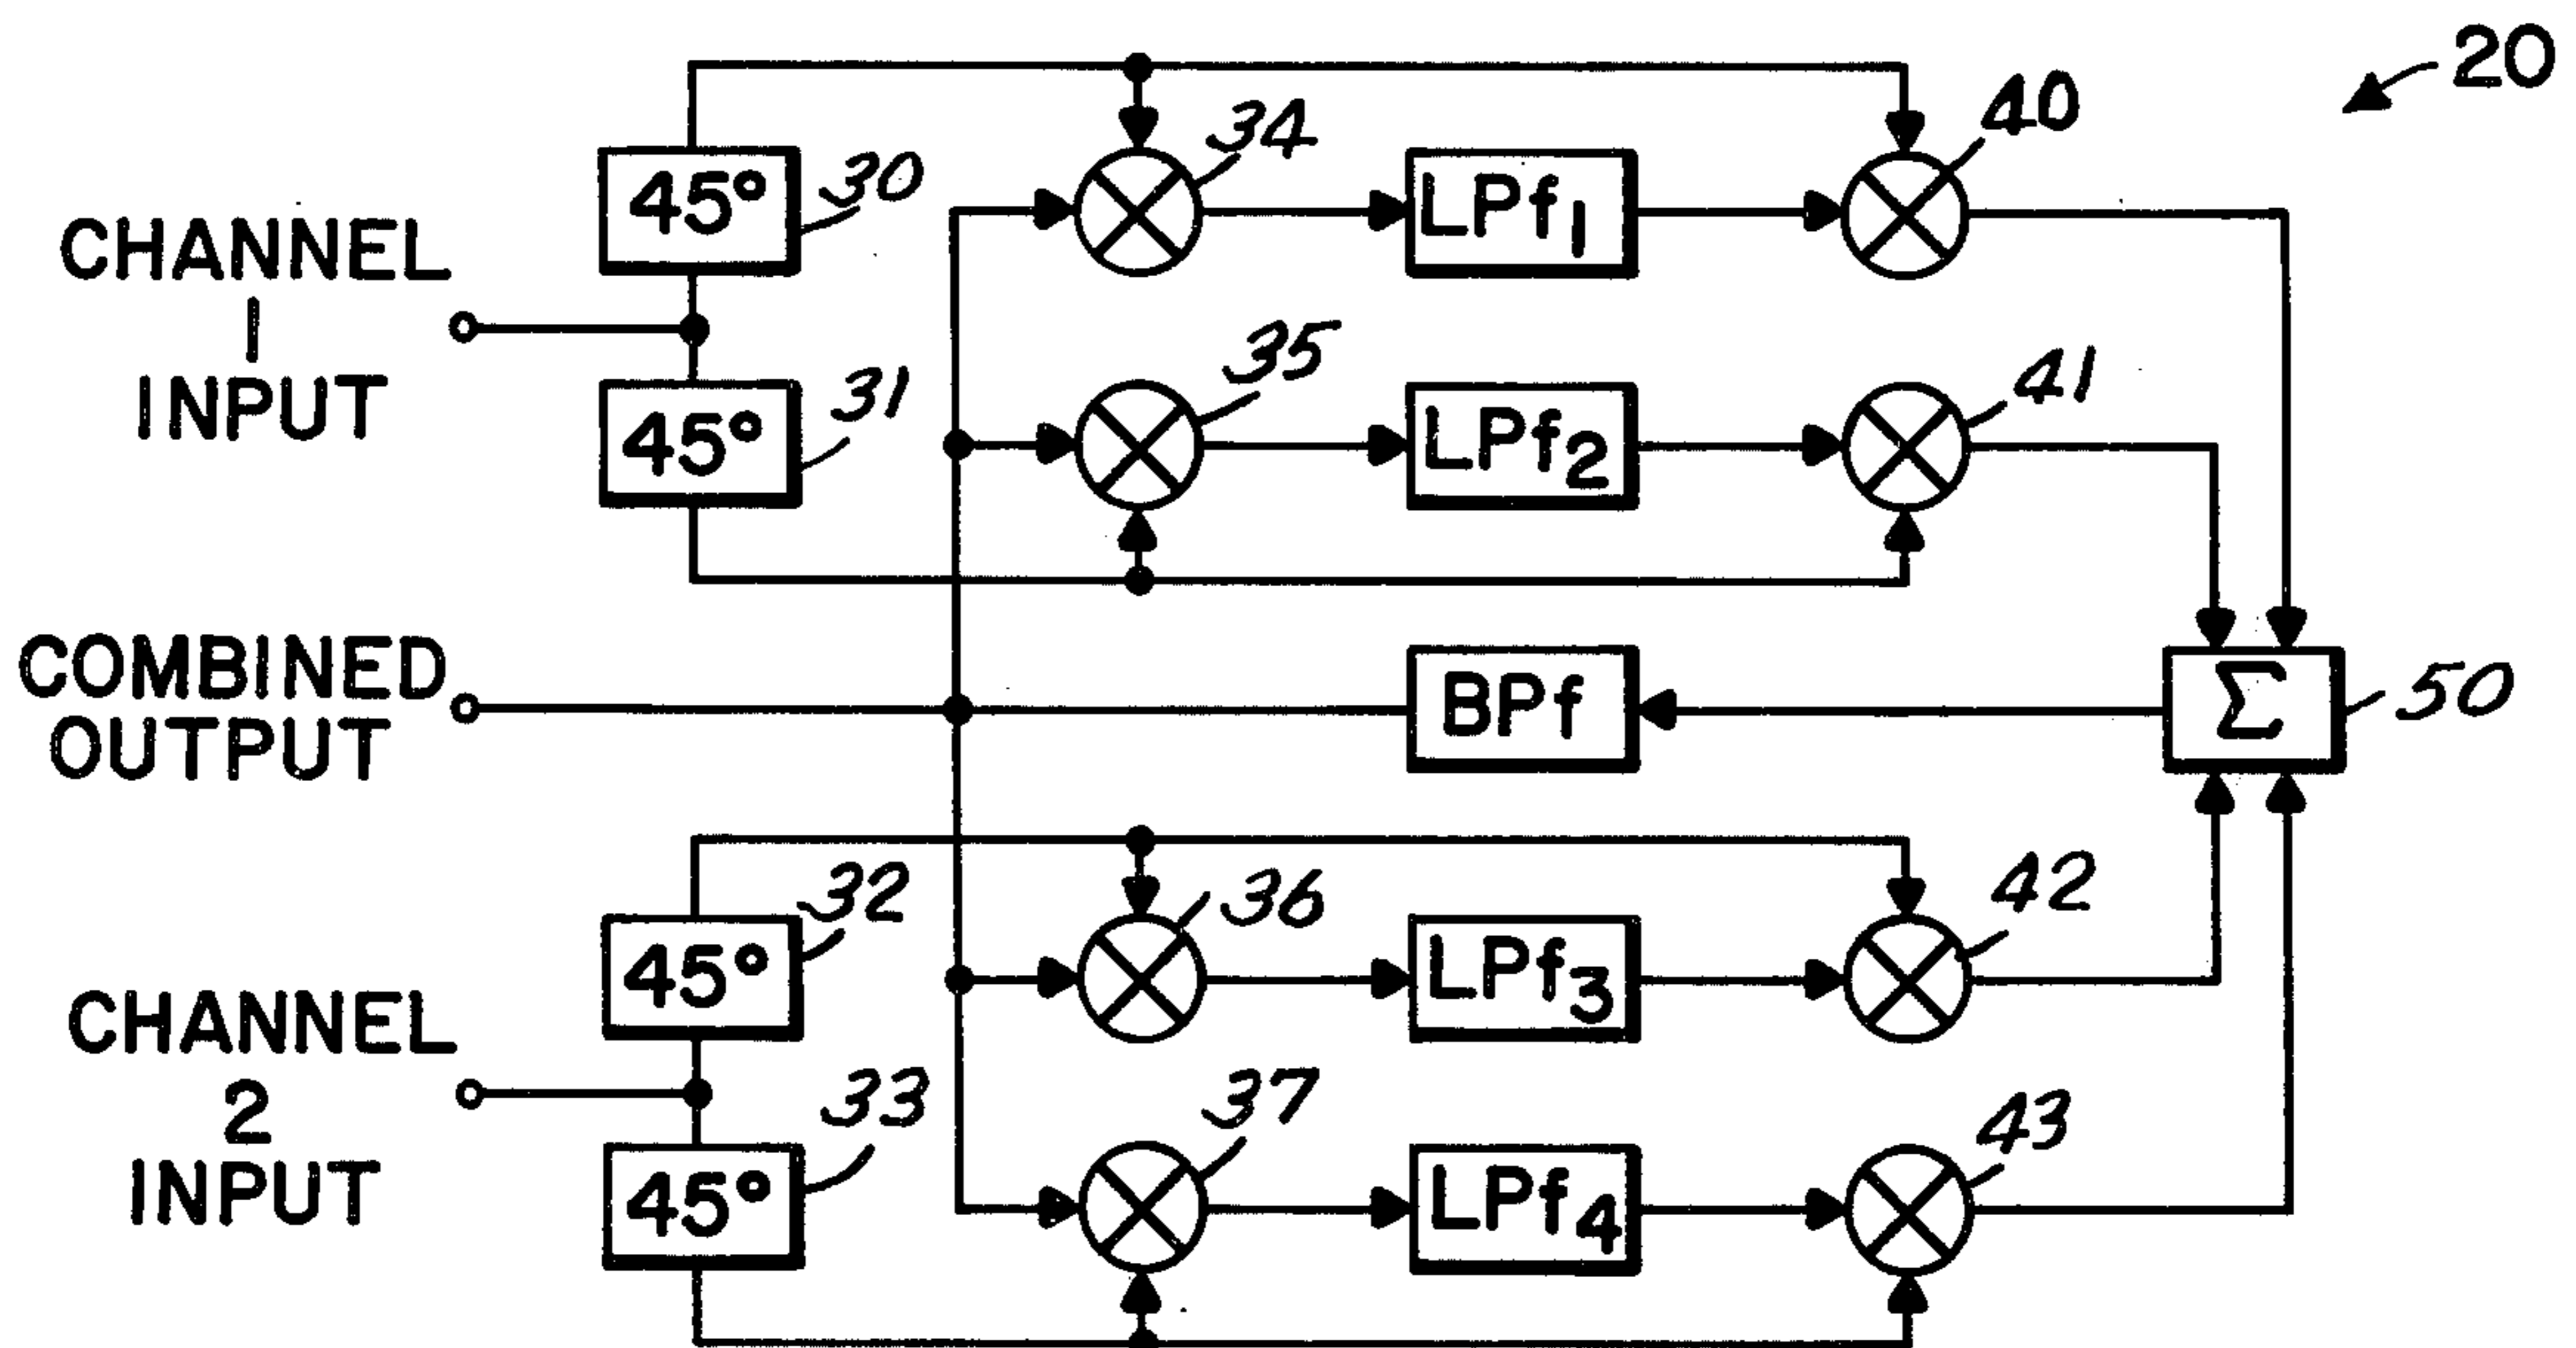 20
CHANNEL
1
INPUT
45°
30
34
LPf1
40
45°
31
35
LPf2
41
COMBINED
OUTPUT
BPf
Σ
50
CHANNEL
2
INPUT
45°
32
36
LPf3
42
45°
33
37
LPf4
43